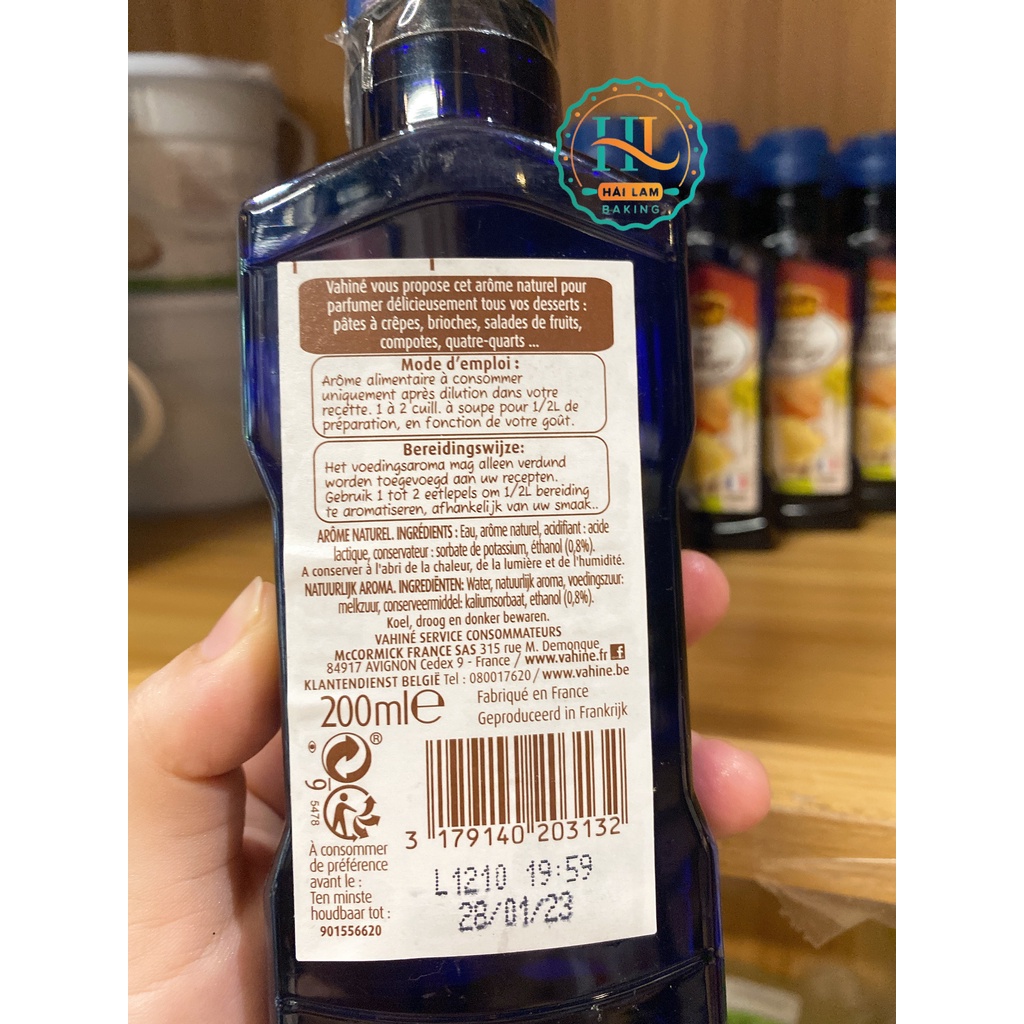 HL
HẢI LAM
BAKING
Vahiné vous propose cet arôme naturel pour
parfumer délicieusement tous vos desserts :
pâtes à crêpes, brioches, salades de fruits,
compotes, quatre-quarts ...
Mode d'emploi :
Arôme alimentaire à consommer
uniquement après dilution dans votre
recette. 1 à 2 cuill. à soupe pour 1/2L de
préparation, en fonction de votre goût.
Bereidingswijze:
Het voedingsaroma mag alleen verdund
worden toegevoegd aan uw recepten.
Gebruik 1 tot 2 eetlepels om 1/2L bereiding
te aromatiseren, afhankelijk van uw smaak..
ARÔME NATUREL. INGRÉDIENTS : Eau, arôme naturel, acidifiant : acide
lactique, conservateur : sorbate de potassium, éthanol (0,8%).
A conserver à l'abri de la chaleur, de la lumière et de l'humidité.
NATUURLIJK AROMA. INGREDIËNTEN: Water, natuurlijk aroma, voedingszuur:
melkzuur, conserveermiddel: kaliumsorbaat, ethanol (0,8%).
Koel, droog en donker bewaren.
VAHINÉ SERVICE CONSOMMATEURS
McCORMICK FRANCE SAS 315 rue M. Demonque
84917 AVIGNON Cedex 9 - France / www.vahine.fr f
KLANTENDIENST BELGIË Tel : 080017620 / www.vahine.be
200ml e
Fabriqué en France
Geproduceerd in Frankrijk
®
9
5478
3 179140 203132
À consommer
de préférence
avant le :
Ten minste
houdbaar tot :
901556620
L1210 19:59
28/01/23